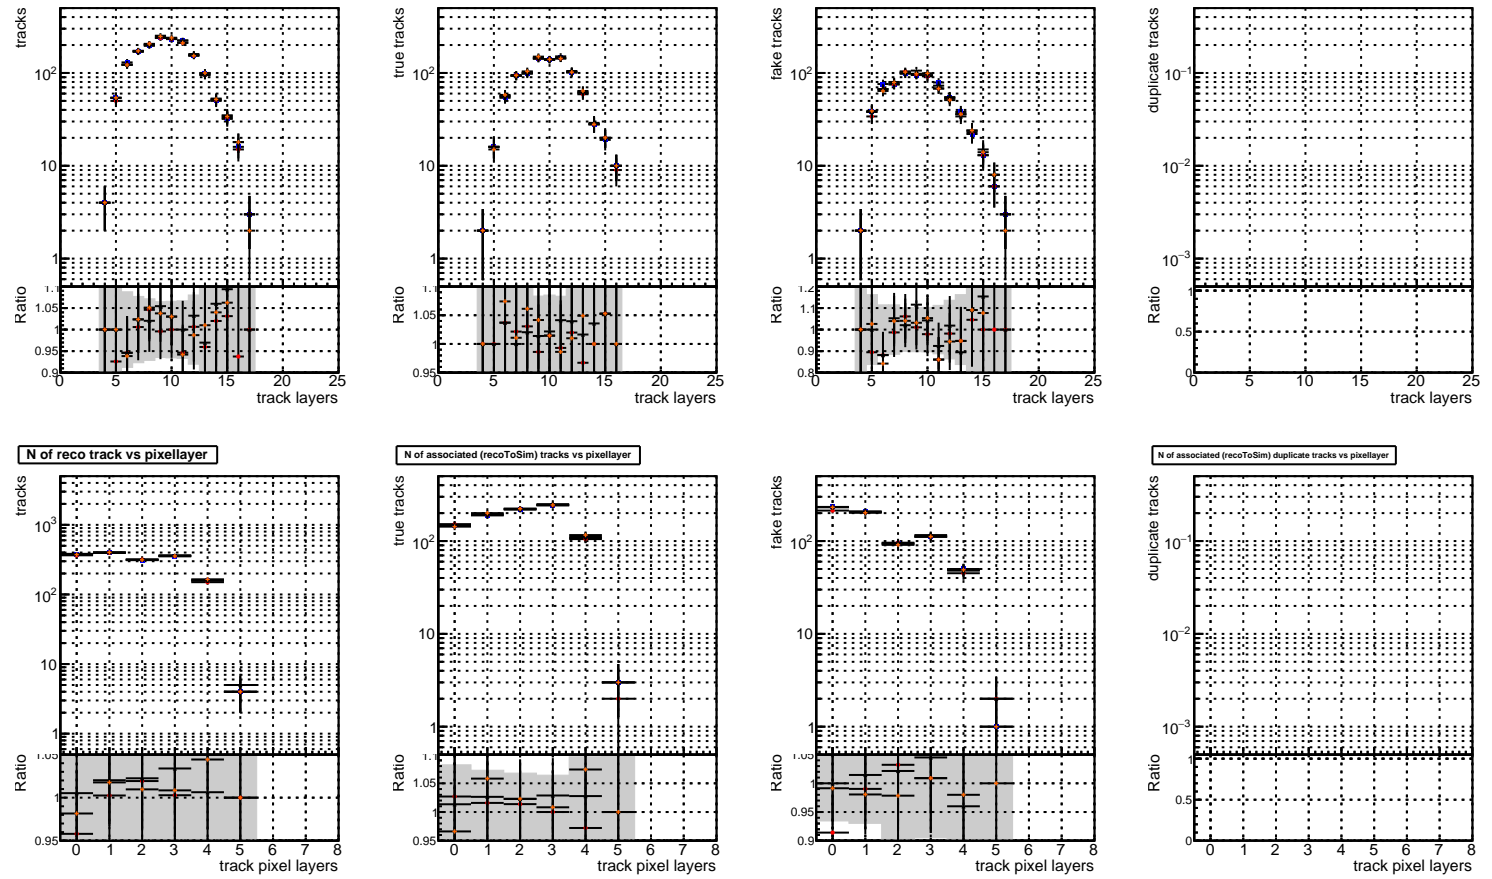 tracks
10²
10
1
Ratio
1.1
1.05
1
0.95
0.9
0 5 10 15 20 25
track layers
true tracks
10²
10
1
Ratio
1.1
1.05
1
0.95
0 5 10 15 20 25
track layers
fake tracks
10²
10
1
Ratio
1.2
1.1
1
0.9
0.8
0 5 10 15 20 25
track layers
duplicate tracks
10⁻¹
10⁻²
10⁻³
Ratio
1
0.5
0
0 5 10 15 20 25
track layers
N of reco track vs pixellayer
tracks
10³
10²
10
1
Ratio
1.05
1
0.95
0 1 2 3 4 5 6 7 8
track pixel layers
N of associated (recoToSim) tracks vs pixellayer
true tracks
10²
10
1
Ratio
1.1
1.05
1
0.95
0 1 2 3 4 5 6 7 8
track pixel layers
fake tracks
10²
10
1
Ratio
1.05
1
0.95
0.9
0 1 2 3 4 5 6 7 8
track pixel layers
N of associated (recoToSim) duplicate tracks vs pixellayer
duplicate tracks
10⁻¹
10⁻²
10⁻³
Ratio
1
0.5
0
0 1 2 3 4 5 6 7 8
track pixel layers